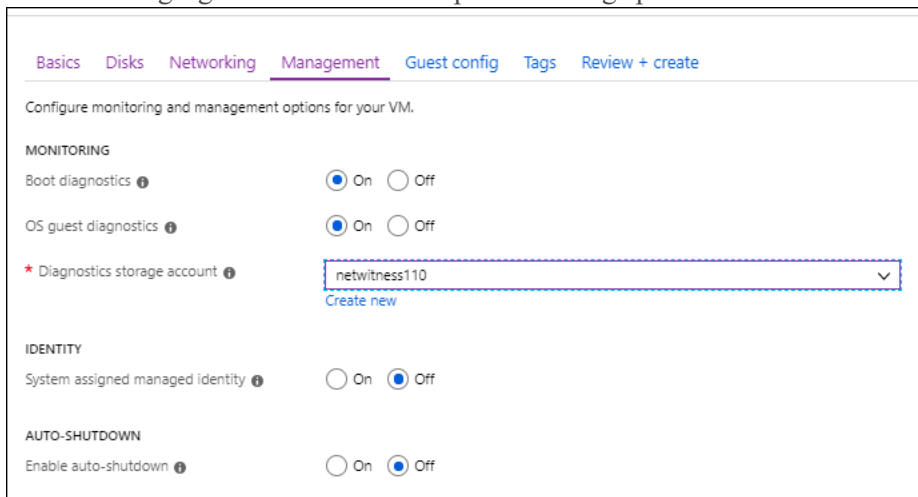 Basics Disks Networking Management Guest config Tags Review + create
Configure monitoring and management options for your VM.
MONITORING
Boot diagnostics On Off
OS guest diagnostics On Off
* Diagnostics storage account netwitness110
Create new
IDENTITY
System assigned managed identity On Off
AUTO-SHUTDOWN
Enable auto-shutdown On Off